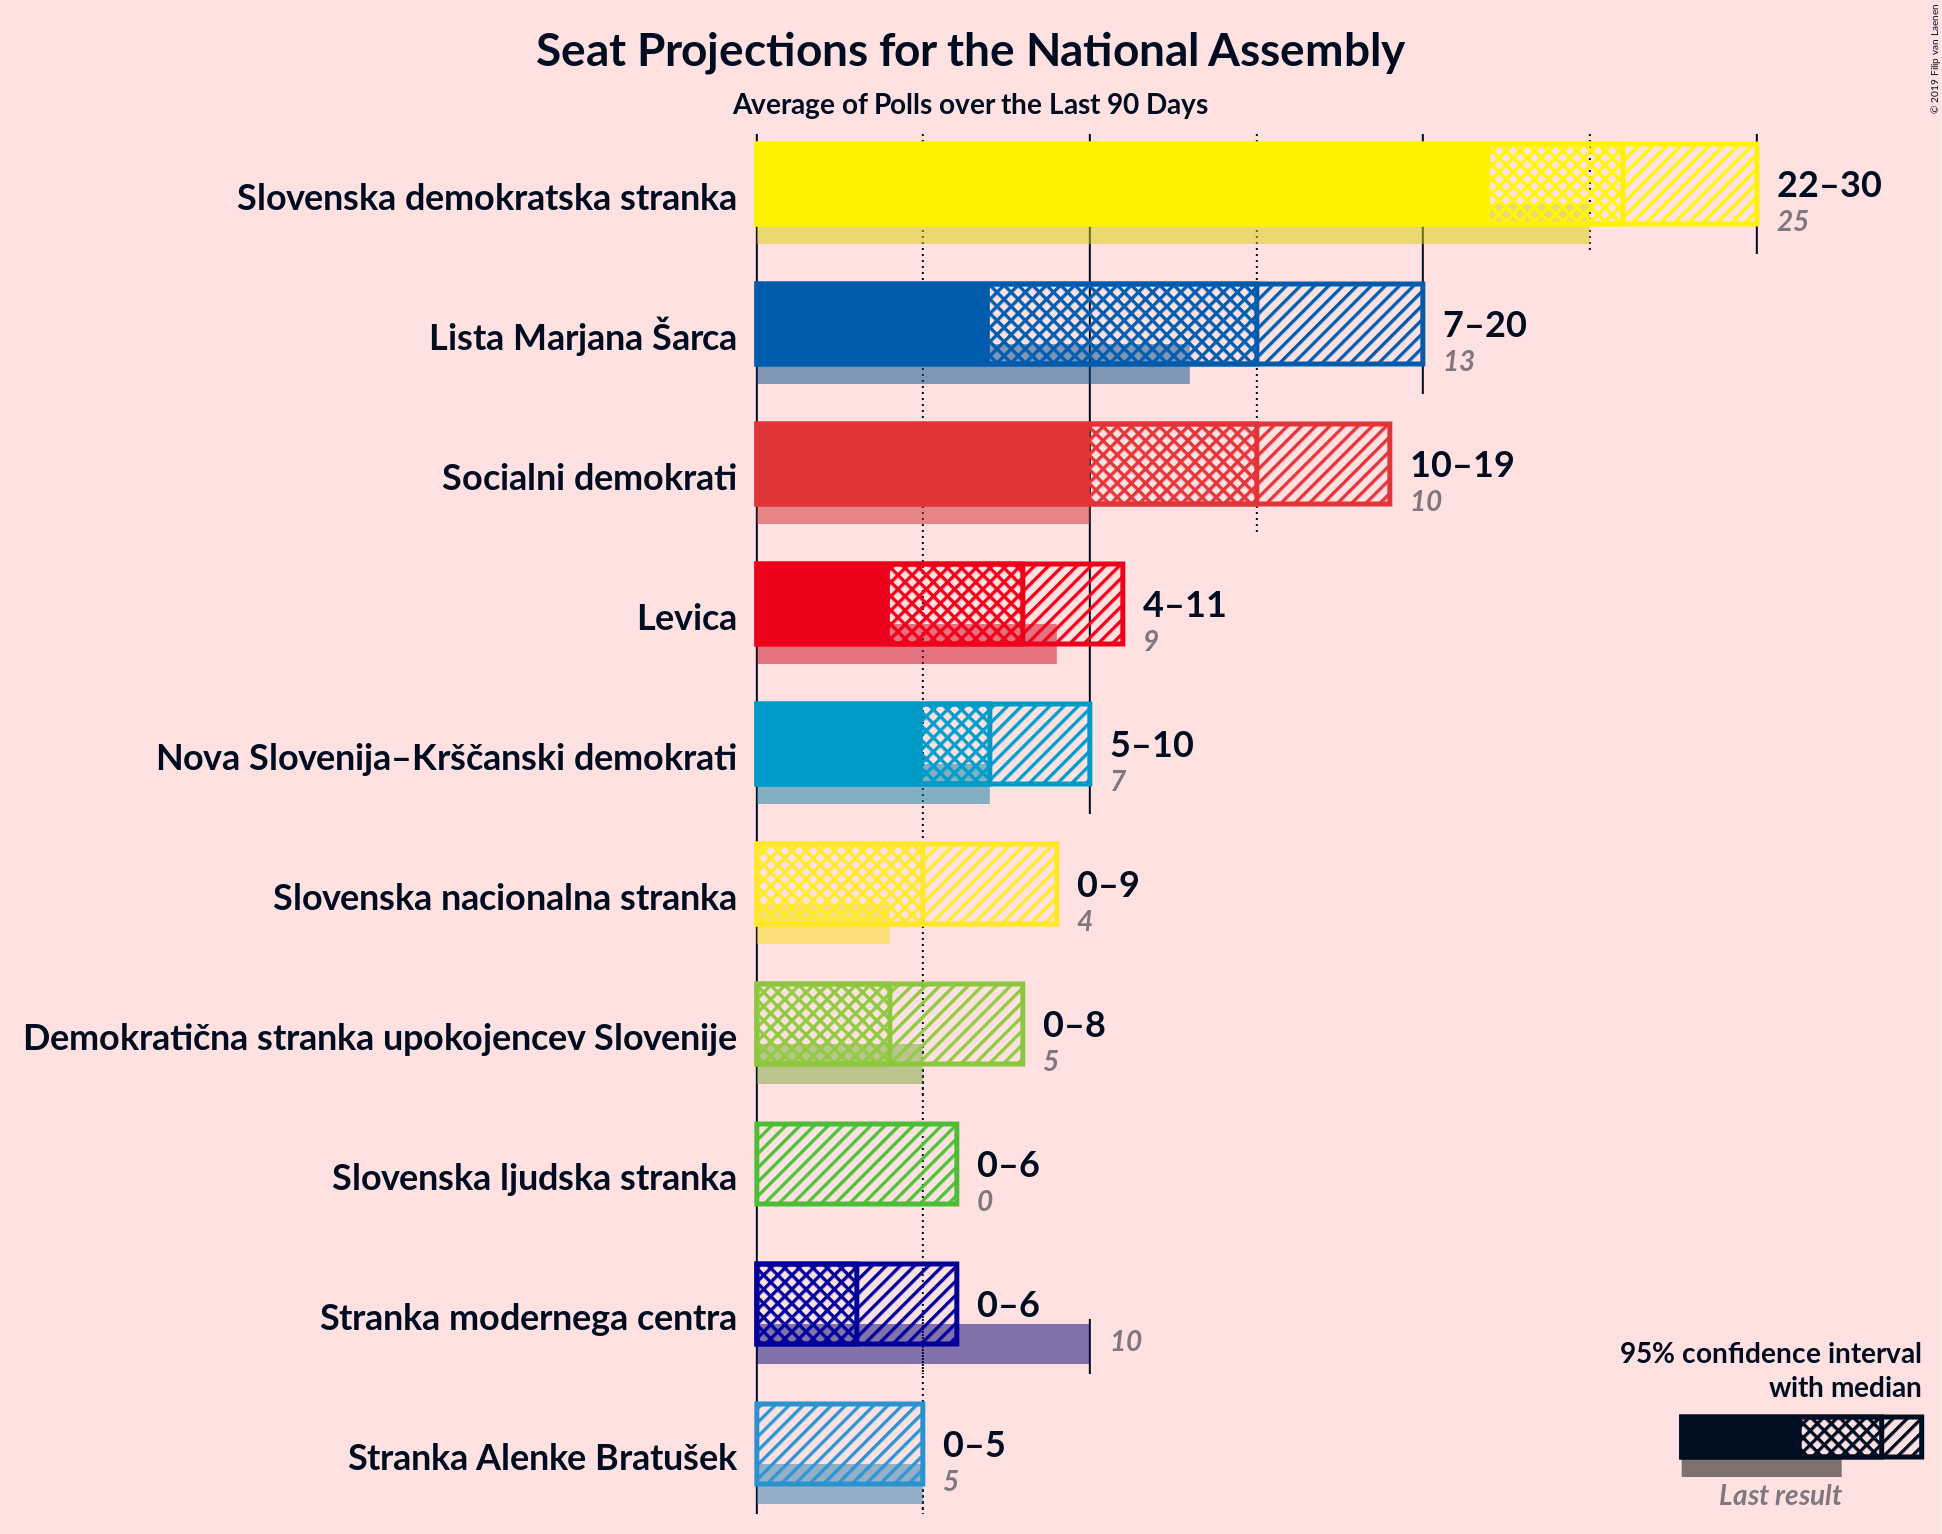 Seat Projections for the National Assembly
Average of Polls over the Last 90 Days
© 2019 Filip van Laenen
Slovenska demokratska stranka
22–30
25
Lista Marjana Šarca
7–20
13
Socialni demokrati
10–19
10
Levica
4–11
9
Nova Slovenija–Krščanski demokrati
5–10
7
Slovenska nacionalna stranka
0–9
4
Demokratična stranka upokojencev Slovenije
0–8
5
Slovenska ljudska stranka
0–6
0
Stranka modernega centra
0–6
10
Stranka Alenke Bratušek
0–5
5
95% confidence interval
with median
Last result